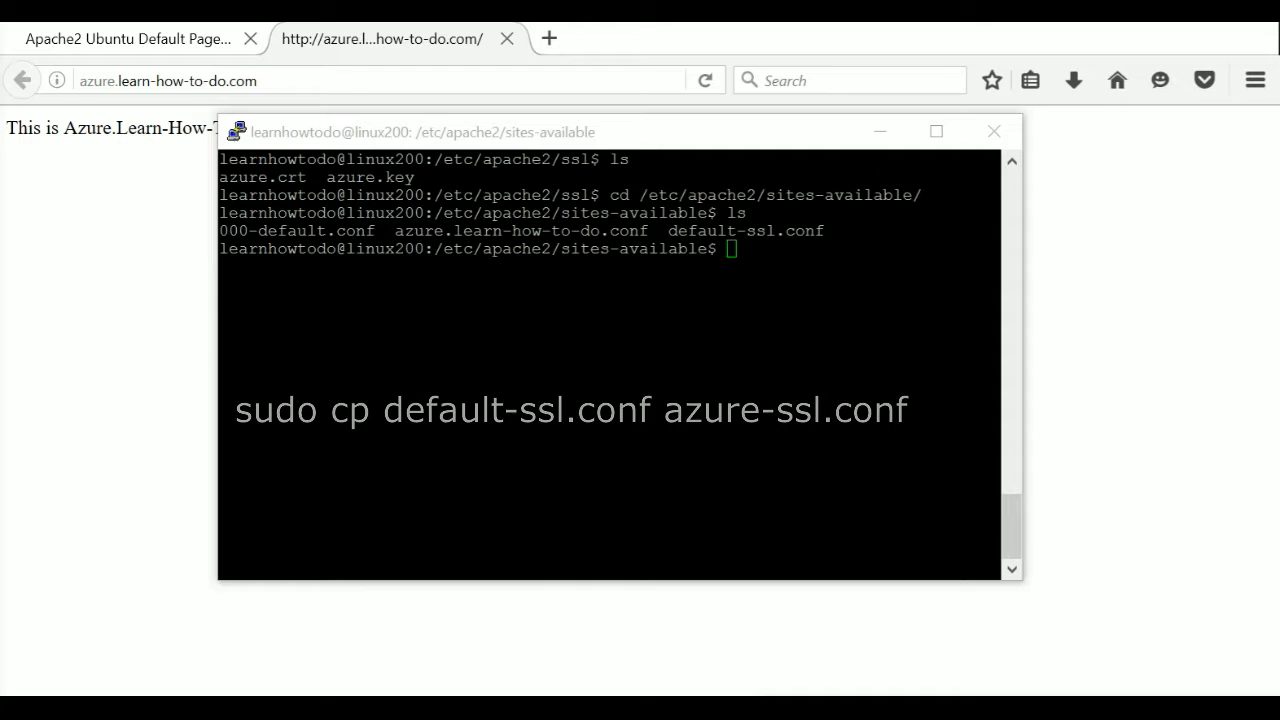 Apache2 Ubuntu Default Page...
http://azure.l...how-to-do.com/
azure.learn-how-to-do.com
Search
This is Azure.Learn-How-
learnhowtodo@linux200: /etc/apache2/sites-available
learnhowtodo@linux200:/etc/apache2/ssl$ ls
azure.crt  azure.key
learnhowtodo@linux200:/etc/apache2/ssl$ cd /etc/apache2/sites-available/
learnhowtodo@linux200:/etc/apache2/sites-available$ ls
000-default.conf  azure.learn-how-to-do.conf  default-ssl.conf
learnhowtodo@linux200:/etc/apache2/sites-available$
sudo cp default-ssl.conf azure-ssl.conf